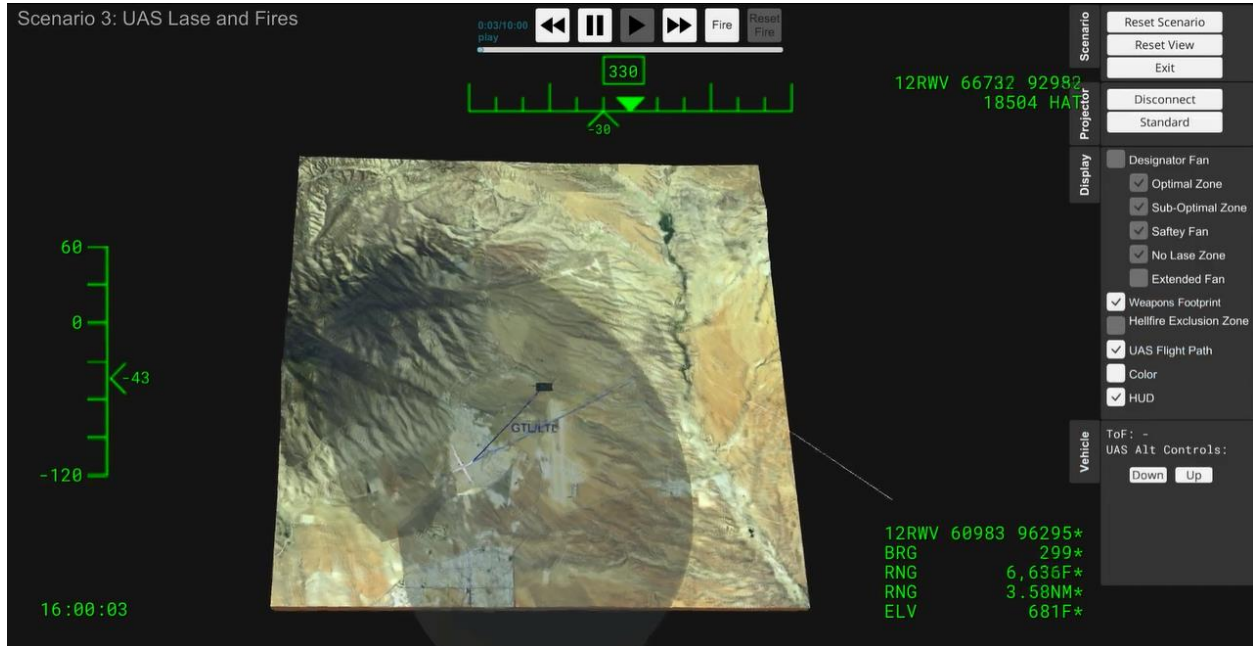 Scenario 3: UAS Lase and Fires
0:03/10:00
play
Fire
Reset
Fire
330
-30
12RWV 66732 92982
18504 HAT
Scenario
Reset Scenario
Reset View
Exit
Projector
Disconnect
Standard
Display
Designator Fan
Optimal Zone
Sub-Optimal Zone
Saftey Fan
No Lase Zone
Extended Fan
Weapons Footprint
Hellfire Exclusion Zone
UAS Flight Path
Color
HUD
60
0
-43
-120
GTL/LTL
Vehicle
ToF: -
UAS Alt Controls:
Down Up
12RWV 60983 96295*
BRG 299*
RNG 6,636F*
RNG 3.58NM*
ELV 681F*
16:00:03